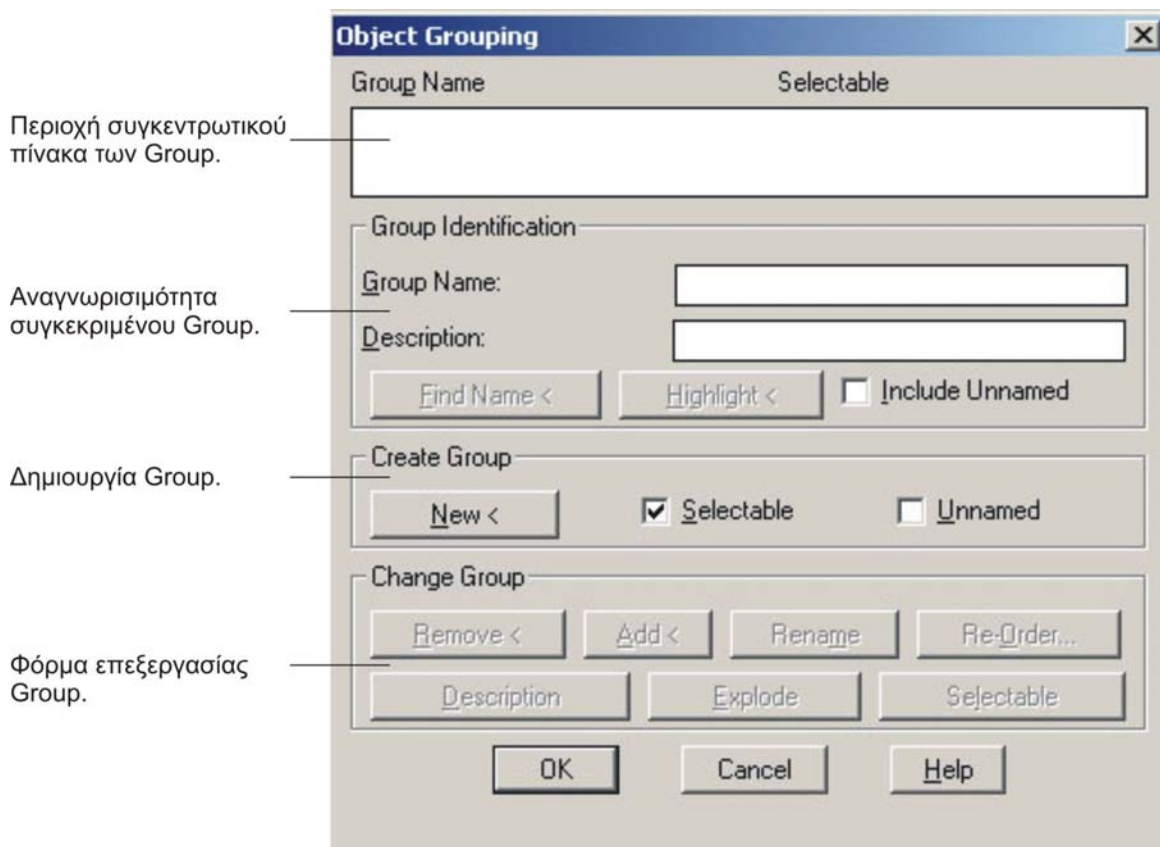 Object Grouping
Group Name Selectable
Περιοχή συγκεντρωτικού
πίνακα των Group.
Group Identification
Group Name:
Αναγνωρισιμότητα
συγκεκριμένου Group.
Description:
Find Name < Highlight < Include Unnamed
Create Group
Δημιουργία Group.
New < Selectable Unnamed
Change Group
Remove < Add < Rename Re-Order...
Φόρμα επεξεργασίας
Group.
Description Explode Selectable
OK Cancel Help